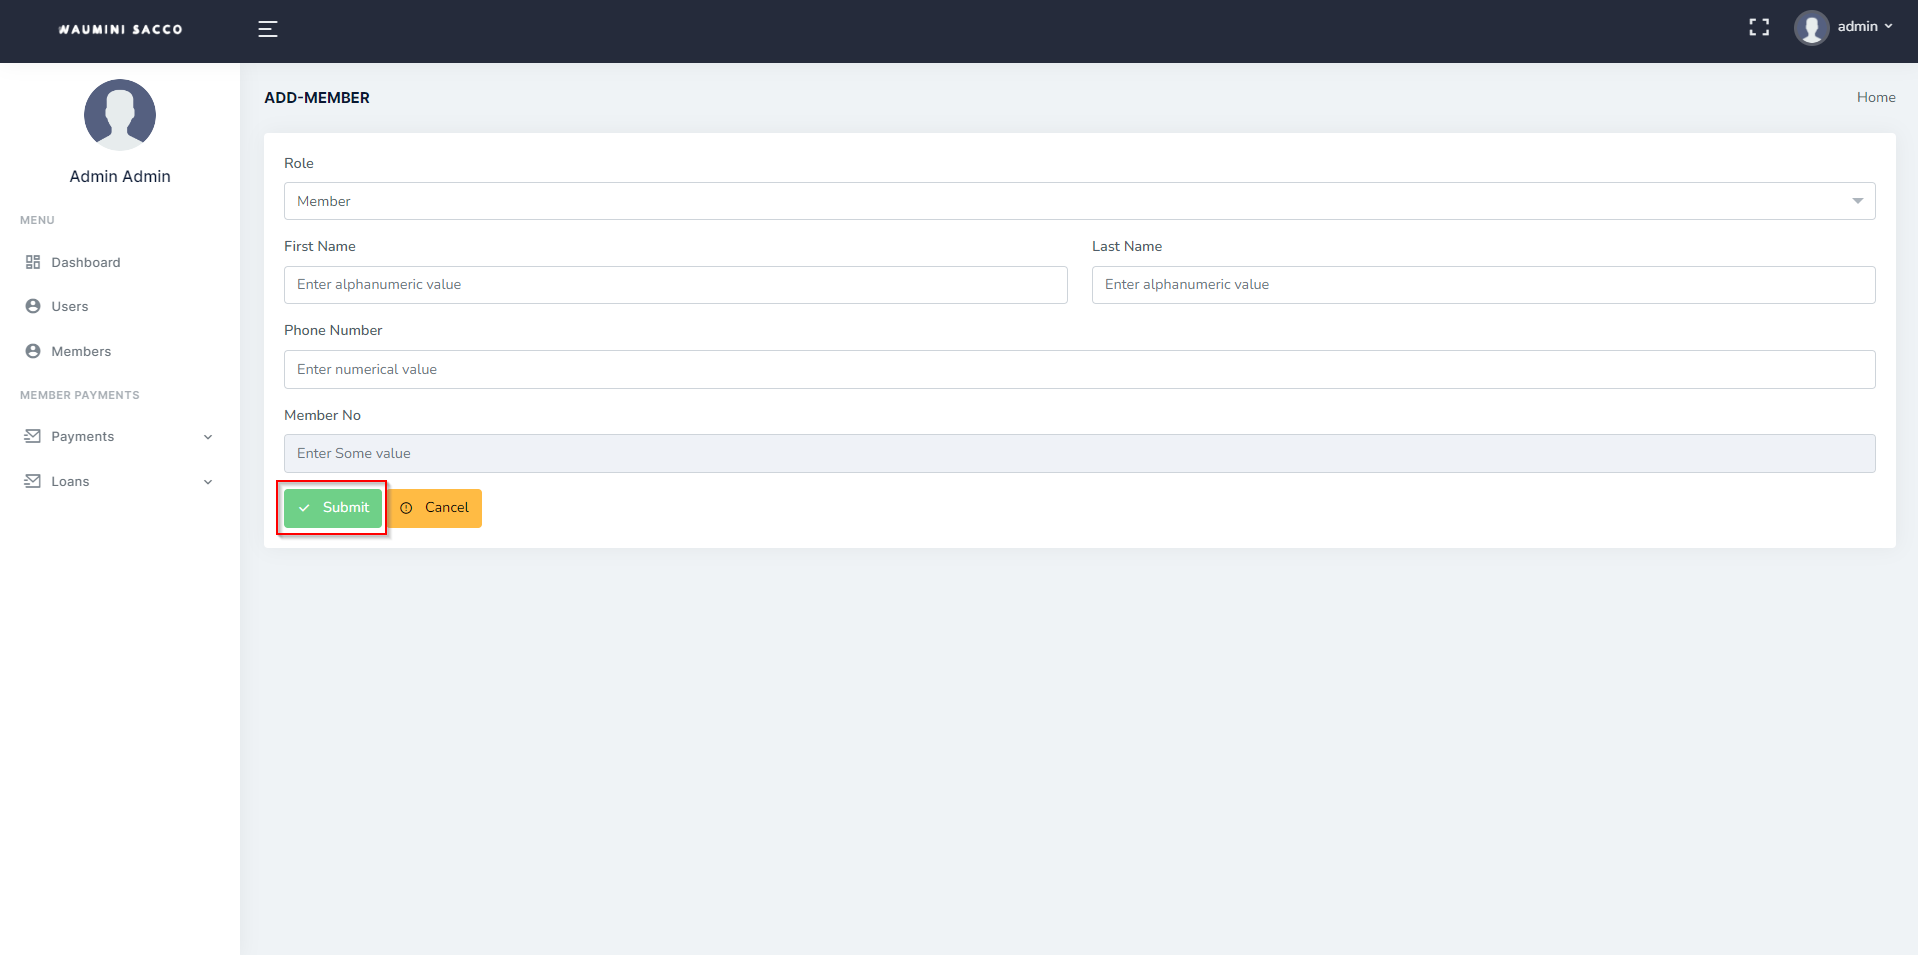 WAUMINI SACCO
admin
Admin Admin
MENU
Dashboard
Users
Members
MEMBER PAYMENTS
Payments
Loans
ADD-MEMBER
Home
Role
Member
First Name
Last Name
Enter alphanumeric value
Enter alphanumeric value
Phone Number
Enter numerical value
Member No
Enter Some value
Submit
Cancel